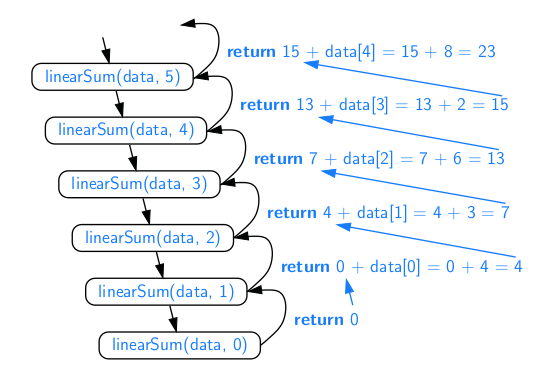 return 15 + data[4] = 15 + 8 = 23
linearSum(data, 5)
return 13 + data[3] = 13 + 2 = 15
linearSum(data, 4)
return 7 + data[2] = 7 + 6 = 13
linearSum(data, 3)
return 4 + data[1] = 4 + 3 = 7
linearSum(data, 2)
return 0 + data[0] = 0 + 4 = 4
linearSum(data, 1)
return 0
linearSum(data, 0)